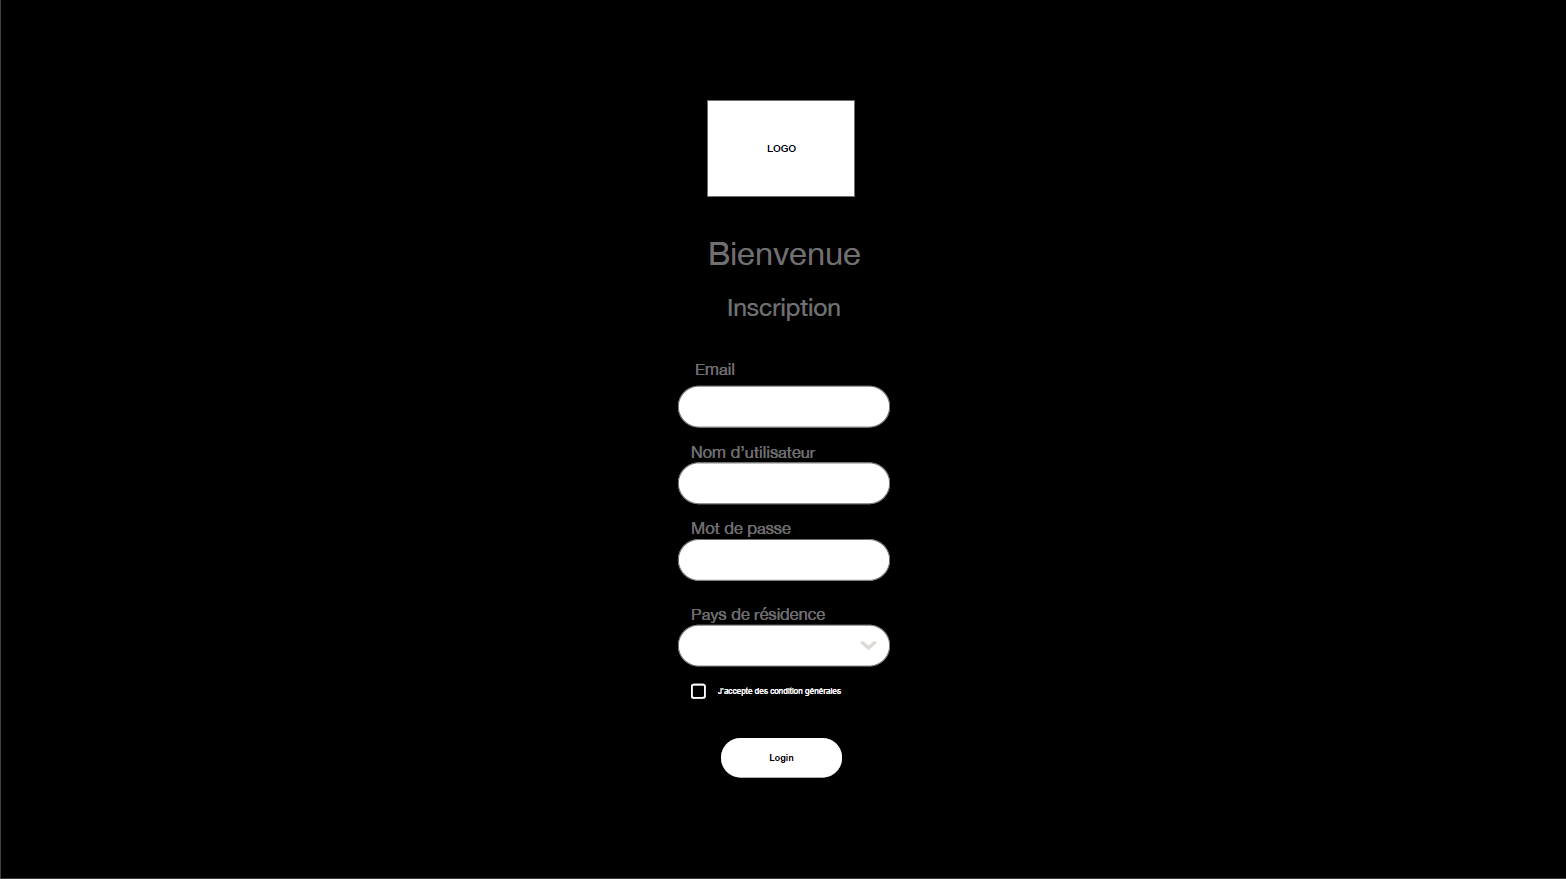 LOGO
Bienvenue
Inscription
Email
Nom d’utilisateur
Mot de passe
Pays de résidence
J'accepte des condition générales
Login